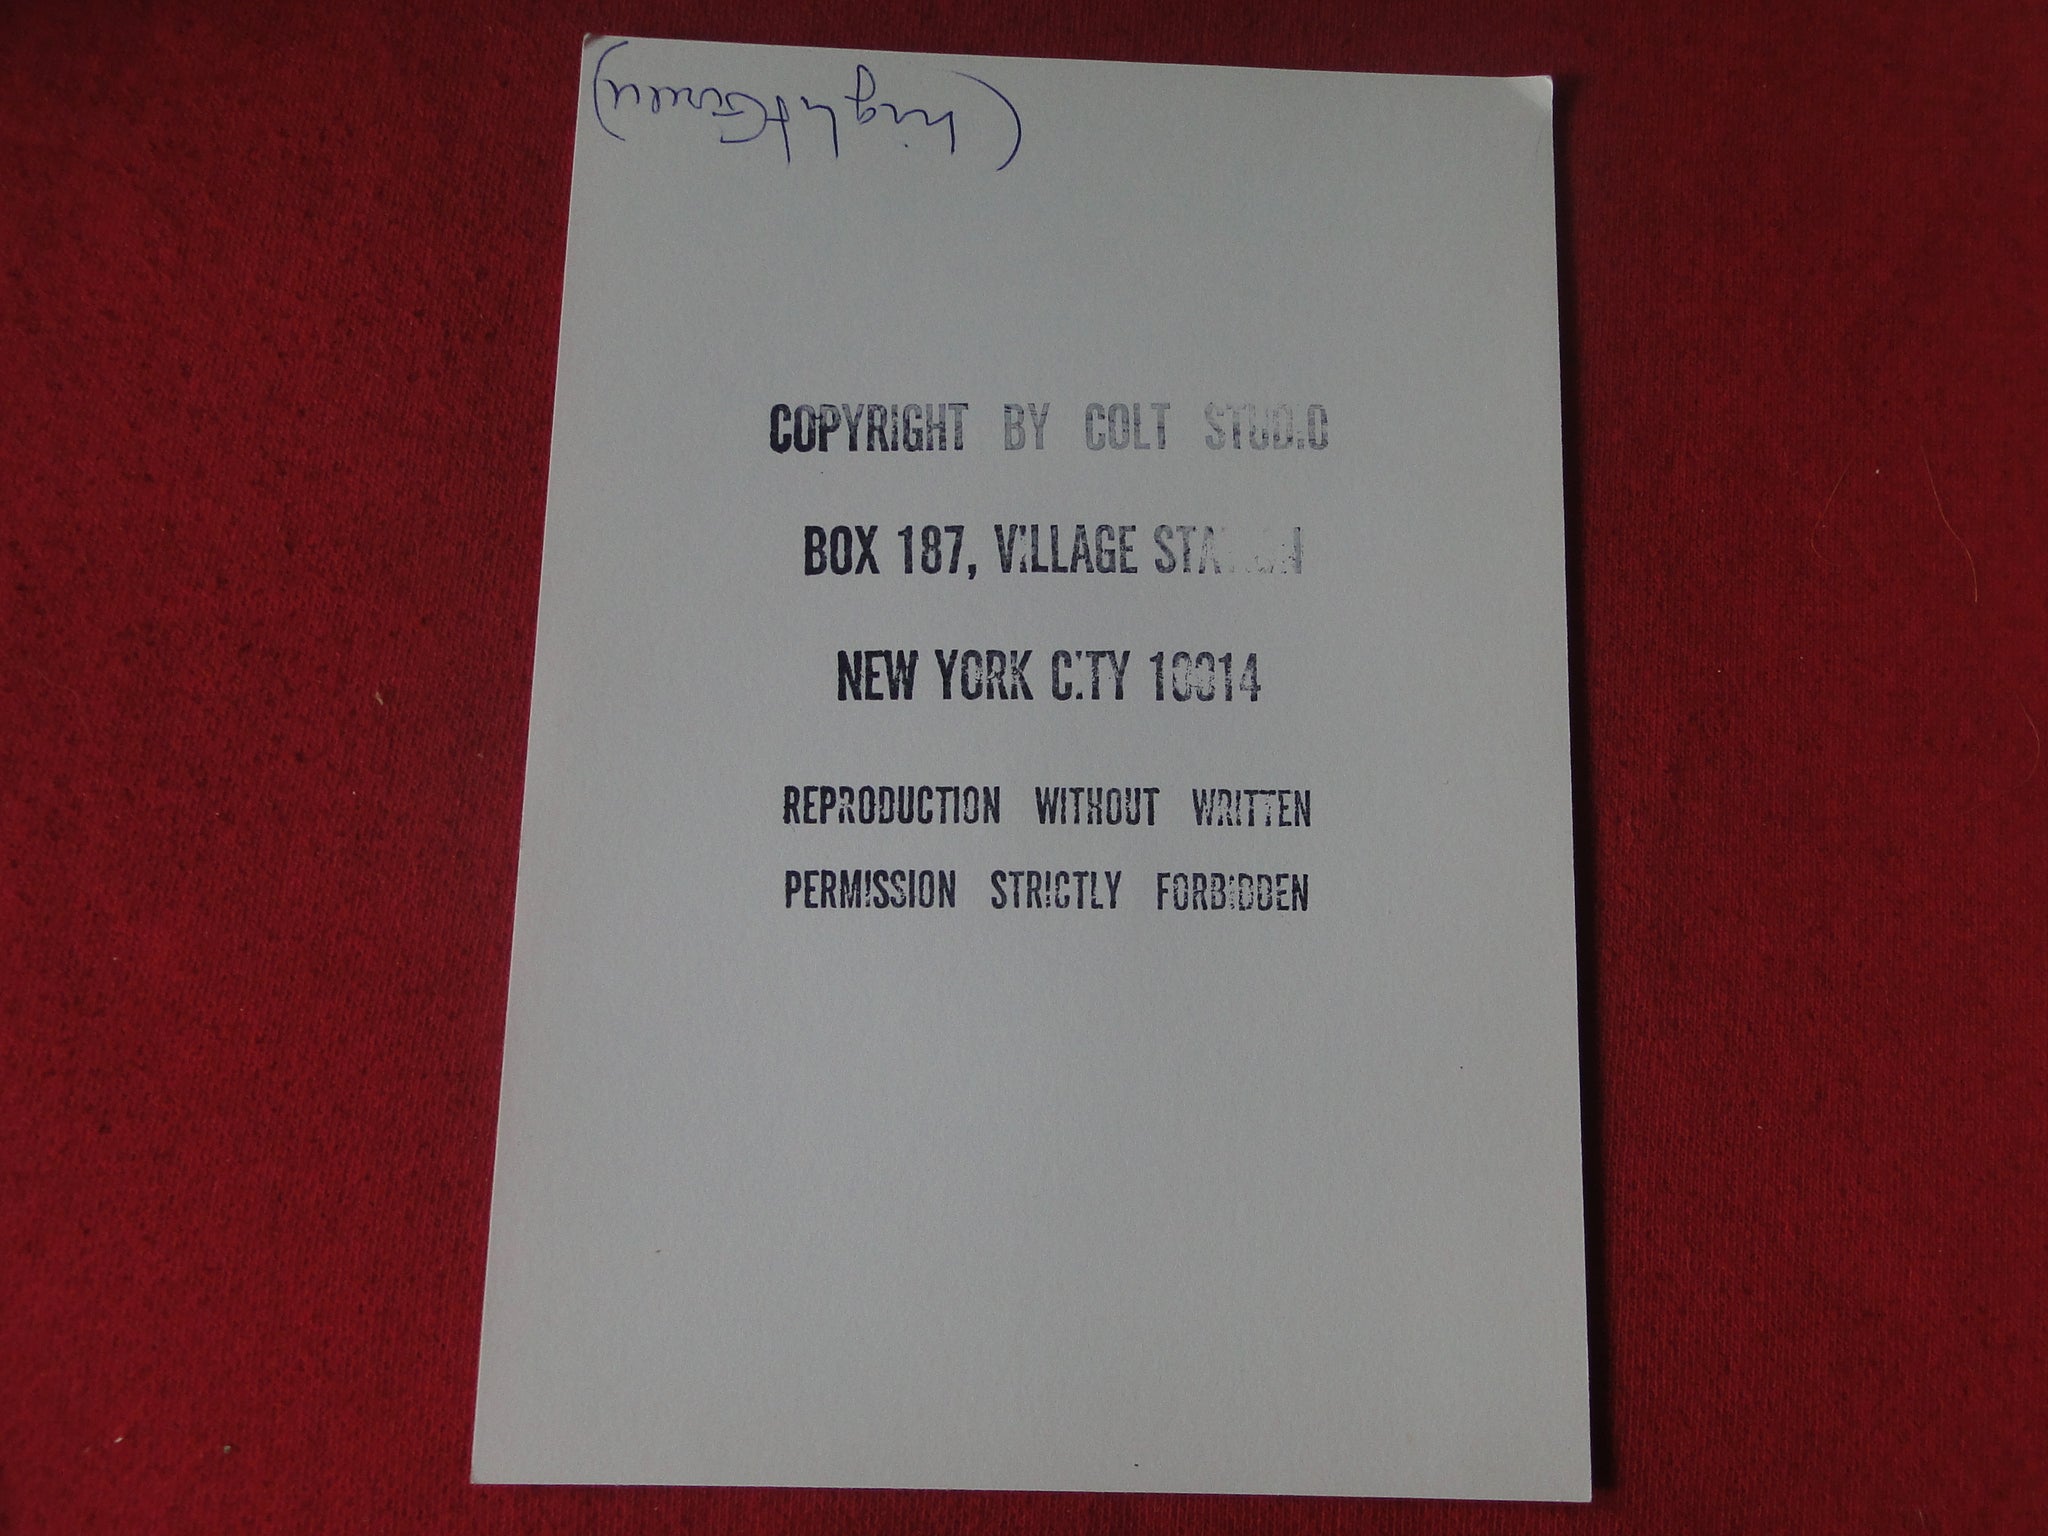 COPYRIGHT BY COLT STUDIO
BOX 187, VILLAGE STATION
NEW YORK CITY 10014
REPRODUCTION WITHOUT WRITTEN
PERMISSION STRICTLY FORBIDDEN